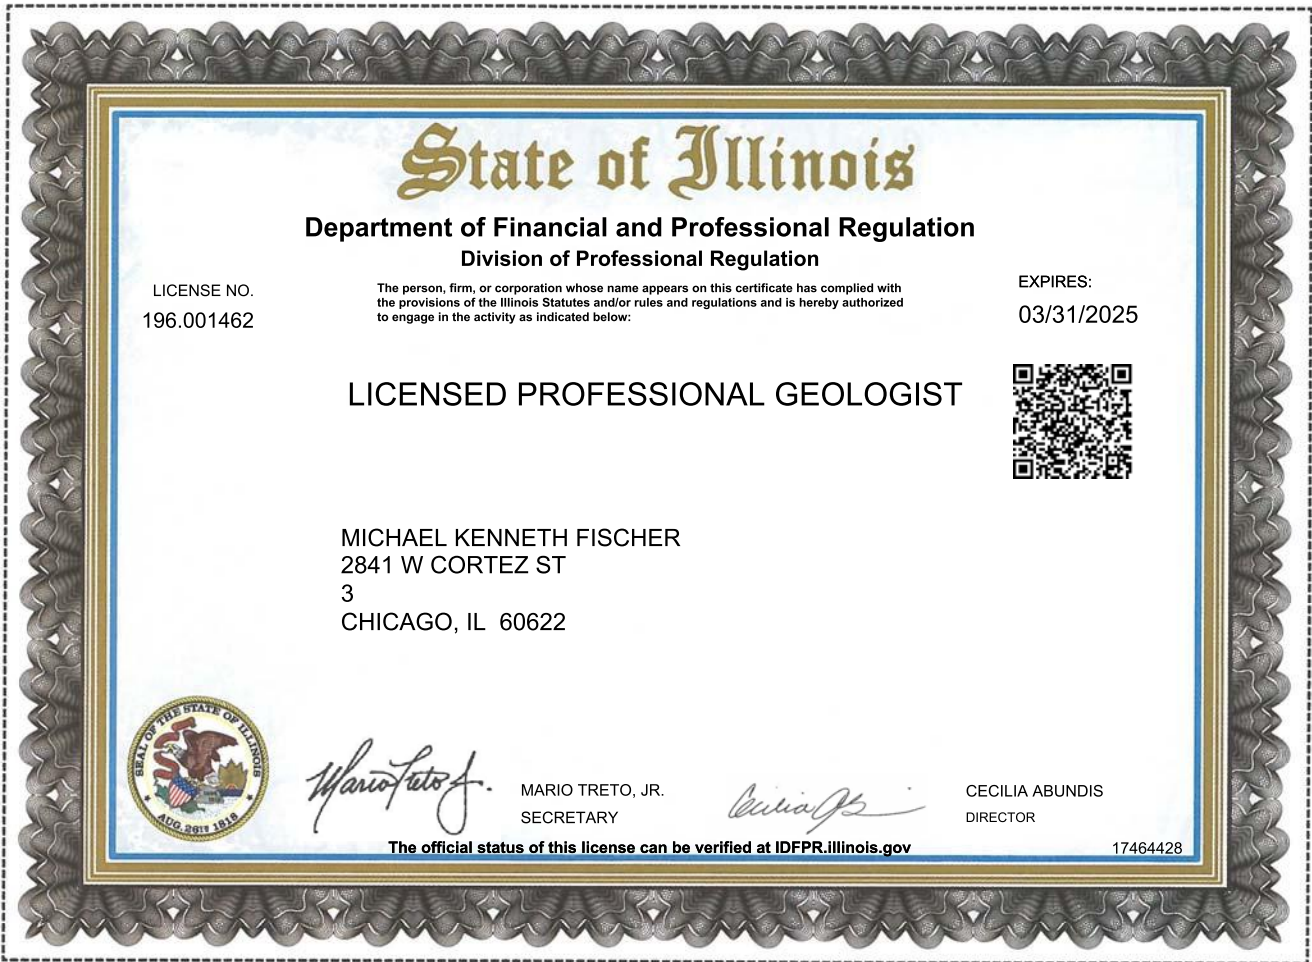 State of Illinois
Department of Financial and Professional Regulation
Division of Professional Regulation
LICENSE NO.
196.001462
The person, firm, or corporation whose name appears on this certificate has complied with
the provisions of the Illinois Statutes and/or rules and regulations and is hereby authorized
to engage in the activity as indicated below:
EXPIRES:
03/31/2025
LICENSED PROFESSIONAL GEOLOGIST
MICHAEL KENNETH FISCHER
2841 W CORTEZ ST
3
CHICAGO, IL  60622
SEAL OF THE STATE OF ILLINOIS
AUG. 26TH 1818
Mario Treto Jr.
MARIO TRETO, JR.
SECRETARY
Cecilia
CECILIA ABUNDIS
DIRECTOR
The official status of this license can be verified at IDFPR.illinois.gov
17464428